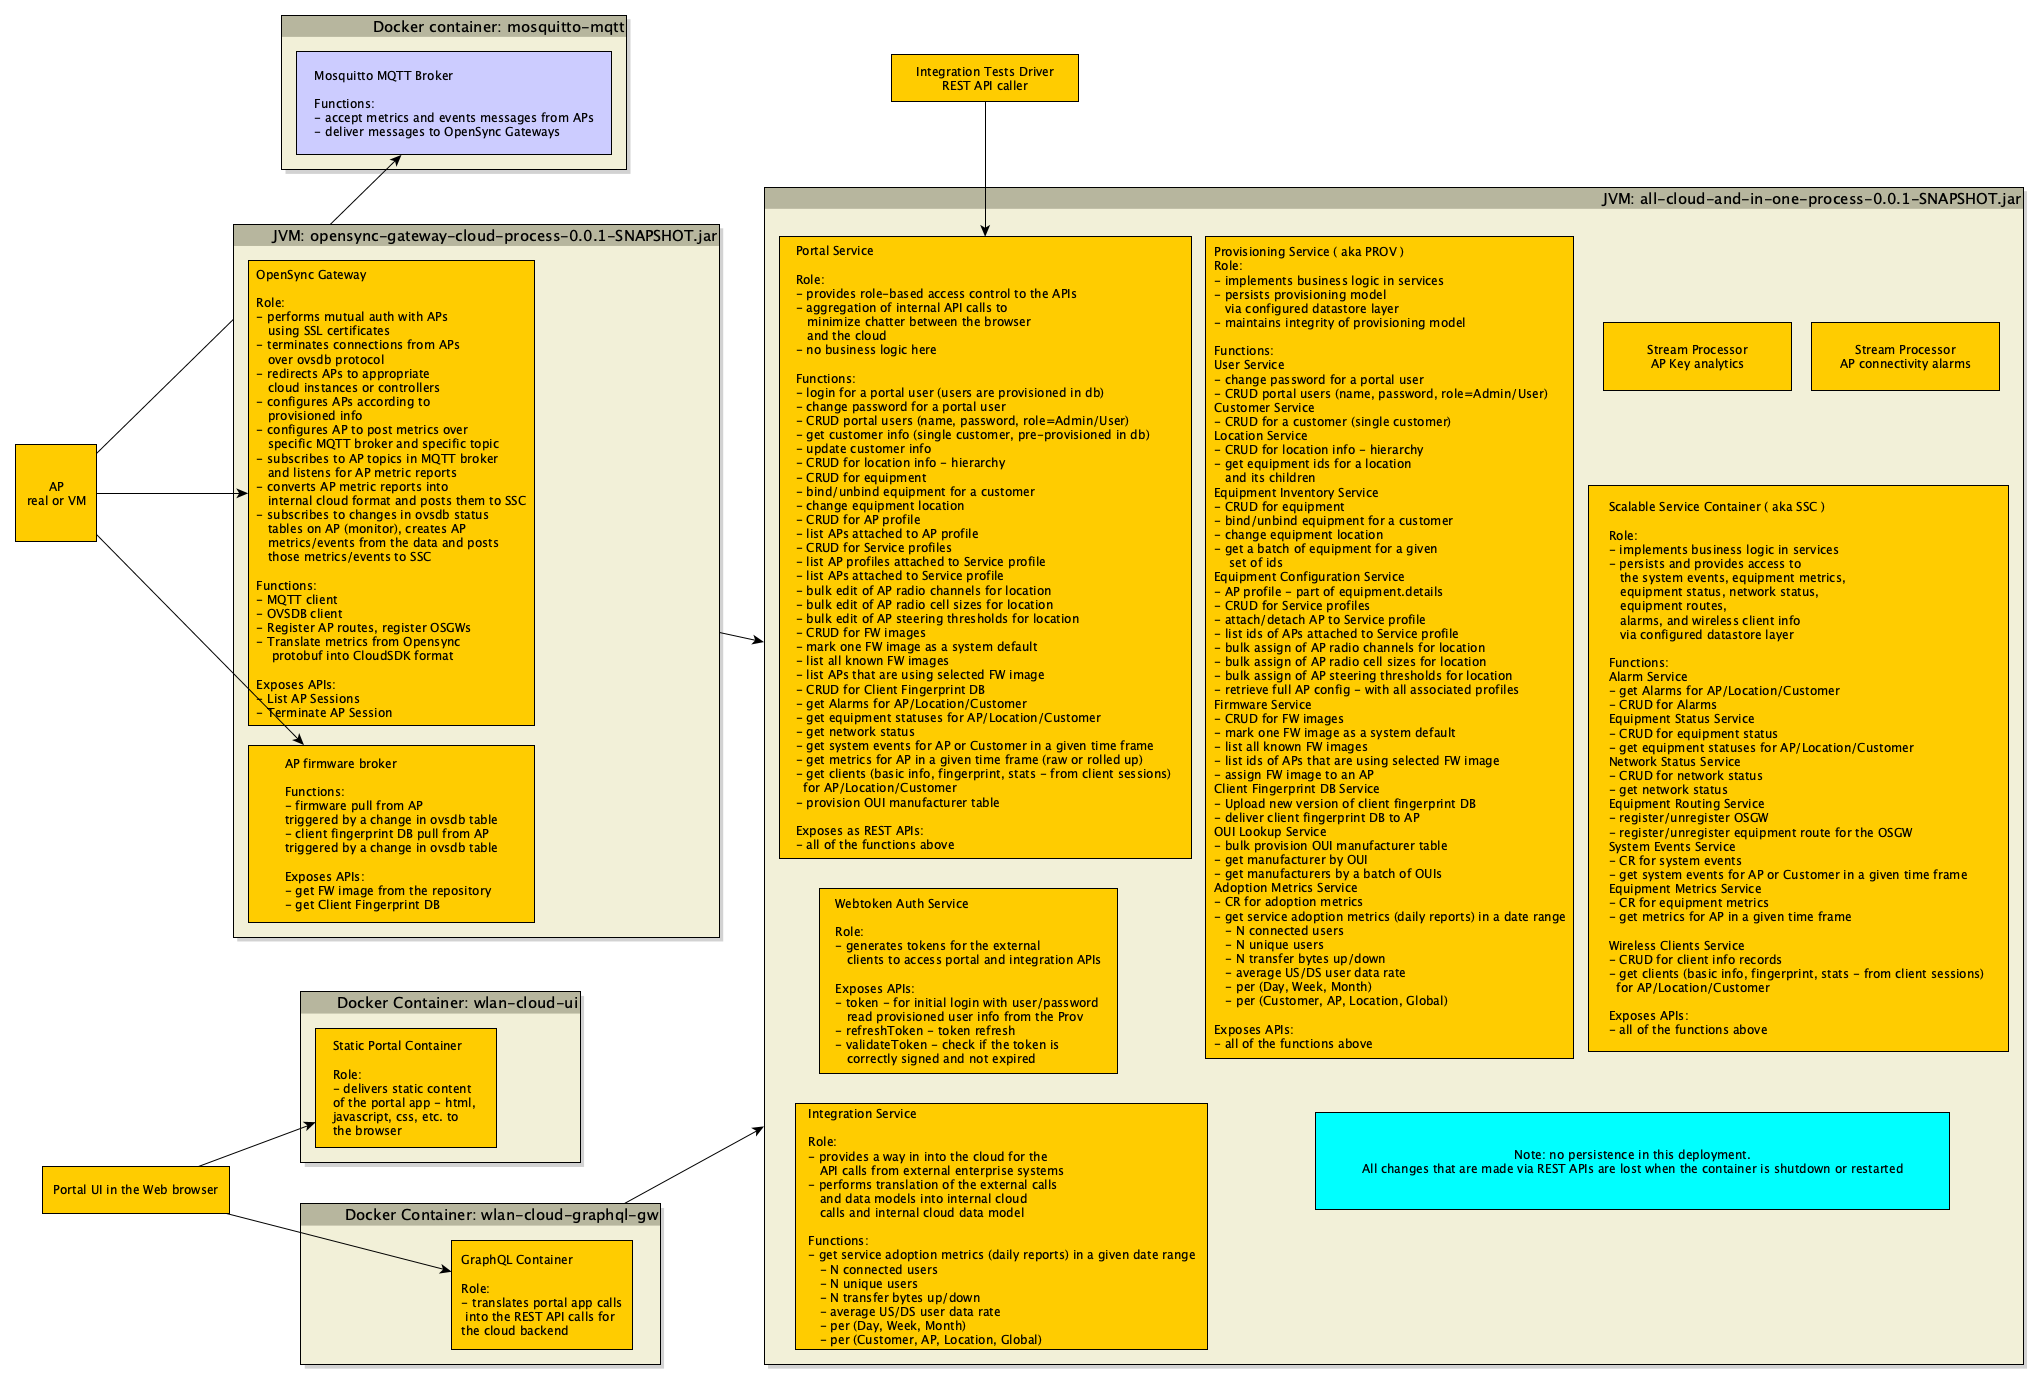 Docker container: mosquitto-mqtt
Mosquitto MQTT Broker
Functions:
- accept metrics and events messages from APs
- deliver messages to OpenSync Gateways
Integration Tests Driver
REST API caller
JVM: opensync-gateway-cloud-process-0.0.1-SNAPSHOT.jar
OpenSync Gateway
Role:
- performs mutual auth with APs
using SSL certificates
- terminates connections from APs
over ovsdb protocol
- redirects APs to appropriate
cloud instances or controllers
- configures APs according to
provisioned info
- configures AP to post metrics over
specific MQTT broker and specific topic
- subscribes to AP topics in MQTT broker
and listens for AP metric reports
- converts AP metric reports into
internal cloud format and posts them to SSC
- subscribes to changes in ovsdb status
tables on AP (monitor), creates AP
metrics/events from the data and posts
those metrics/events to SSC
Functions:
- MQTT client
- OVSDB client
- Register AP routes, register OSGWs
- Translate metrics from Opensync
protobuf into CloudSDK format
Exposes APIs:
- List AP Sessions
- Terminate AP Session
AP
real or VM
AP firmware broker
Functions:
- firmware pull from AP
triggered by a change in ovsdb table
- client fingerprint DB pull from AP
triggered by a change in ovsdb table
Exposes APIs:
- get FW image from the repository
- get Client Fingerprint DB
Docker Container: wlan-cloud-ui
Static Portal Container
Role:
- delivers static content
of the portal app - html,
javascript, css, etc. to
the browser
Portal UI in the Web browser
Docker Container: wlan-cloud-graphql-gw
GraphQL Container
Role:
- translates portal app calls
into the REST API calls for
the cloud backend
JVM: all-cloud-and-in-one-process-0.0.1-SNAPSHOT.jar
Portal Service
Role:
- provides role-based access control to the APIs
- aggregation of internal API calls to
minimize chatter between the browser
and the cloud
- no business logic here
Functions:
- login for a portal user (users are provisioned in db)
- change password for a portal user
- CRUD portal users (name, password, role=Admin/User)
- get customer info (single customer, pre-provisioned in db)
- update customer info
- CRUD for location info - hierarchy
- CRUD for equipment
- bind/unbind equipment for a customer
- change equipment location
- CRUD for AP profile
- list APs attached to AP profile
- CRUD for Service profiles
- list AP profiles attached to Service profile
- list APs attached to Service profile
- bulk edit of AP radio channels for location
- bulk edit of AP radio cell sizes for location
- bulk edit of AP steering thresholds for location
- CRUD for FW images
- mark one FW image as a system default
- list all known FW images
- list APs that are using selected FW image
- CRUD for Client Fingerprint DB
- get Alarms for AP/Location/Customer
- get equipment statuses for AP/Location/Customer
- get network status
- get system events for AP or Customer in a given time frame
- get metrics for AP in a given time frame (raw or rolled up)
- get clients (basic info, fingerprint, stats - from client sessions)
for AP/Location/Customer
- provision OUI manufacturer table
Exposes as REST APIs:
- all of the functions above
Webtoken Auth Service
Role:
- generates tokens for the external
clients to access portal and integration APIs
Exposes APIs:
- token - for initial login with user/password
read provisioned user info from the Prov
- refreshToken - token refresh
- validateToken - check if the token is
correctly signed and not expired
Integration Service
Role:
- provides a way in into the cloud for the
API calls from external enterprise systems
- performs translation of the external calls
and data models into internal cloud
calls and internal cloud data model
Functions:
- get service adoption metrics (daily reports) in a given date range
- N connected users
- N unique users
- N transfer bytes up/down
- average US/DS user data rate
- per (Day, Week, Month)
- per (Customer, AP, Location, Global)
Provisioning Service ( aka PROV )
Role:
- implements business logic in services
- persists provisioning model
via configured datastore layer
- maintains integrity of provisioning model
Functions:
User Service
- change password for a portal user
- CRUD portal users (name, password, role=Admin/User)
Customer Service
- CRUD for a customer (single customer)
Location Service
- CRUD for location info - hierarchy
- get equipment ids for a location
and its children
Equipment Inventory Service
- CRUD for equipment
- bind/unbind equipment for a customer
- change equipment location
- get a batch of equipment for a given
set of ids
Equipment Configuration Service
- AP profile - part of equipment.details
- CRUD for Service profiles
- attach/detach AP to Service profile
- list ids of APs attached to Service profile
- bulk assign of AP radio channels for location
- bulk assign of AP radio cell sizes for location
- bulk assign of AP steering thresholds for location
- retrieve full AP config - with all associated profiles
Firmware Service
- CRUD for FW images
- mark one FW image as a system default
- list all known FW images
- list ids of APs that are using selected FW image
- assign FW image to an AP
Client Fingerprint DB Service
- Upload new version of client fingerprint DB
- deliver client fingerprint DB to AP
OUI Lookup Service
- bulk provision OUI manufacturer table
- get manufacturer by OUI
- get manufacturers by a batch of OUIs
Adoption Metrics Service
- CR for adoption metrics
- get service adoption metrics (daily reports) in a date range
- N connected users
- N unique users
- N transfer bytes up/down
- average US/DS user data rate
- per (Day, Week, Month)
- per (Customer, AP, Location, Global)
Exposes APIs:
- all of the functions above
Stream Processor
AP Key analytics
Stream Processor
AP connectivity alarms
Scalable Service Container ( aka SSC )
Role:
- implements business logic in services
- persists and provides access to
the system events, equipment metrics,
equipment status, network status,
equipment routes,
alarms, and wireless client info
via configured datastore layer
Functions:
Alarm Service
- get Alarms for AP/Location/Customer
- CRUD for Alarms
Equipment Status Service
- CRUD for equipment status
- get equipment statuses for AP/Location/Customer
Network Status Service
- CRUD for network status
- get network status
Equipment Routing Service
- register/unregister OSGW
- register/unregister equipment route for the OSGW
System Events Service
- CR for system events
- get system events for AP or Customer in a given time frame
Equipment Metrics Service
- CR for equipment metrics
- get metrics for AP in a given time frame
Wireless Clients Service
- CRUD for client info records
- get clients (basic info, fingerprint, stats - from client sessions)
for AP/Location/Customer
Exposes APIs:
- all of the functions above
Note: no persistence in this deployment.
All changes that are made via REST APIs are lost when the container is shutdown or restarted